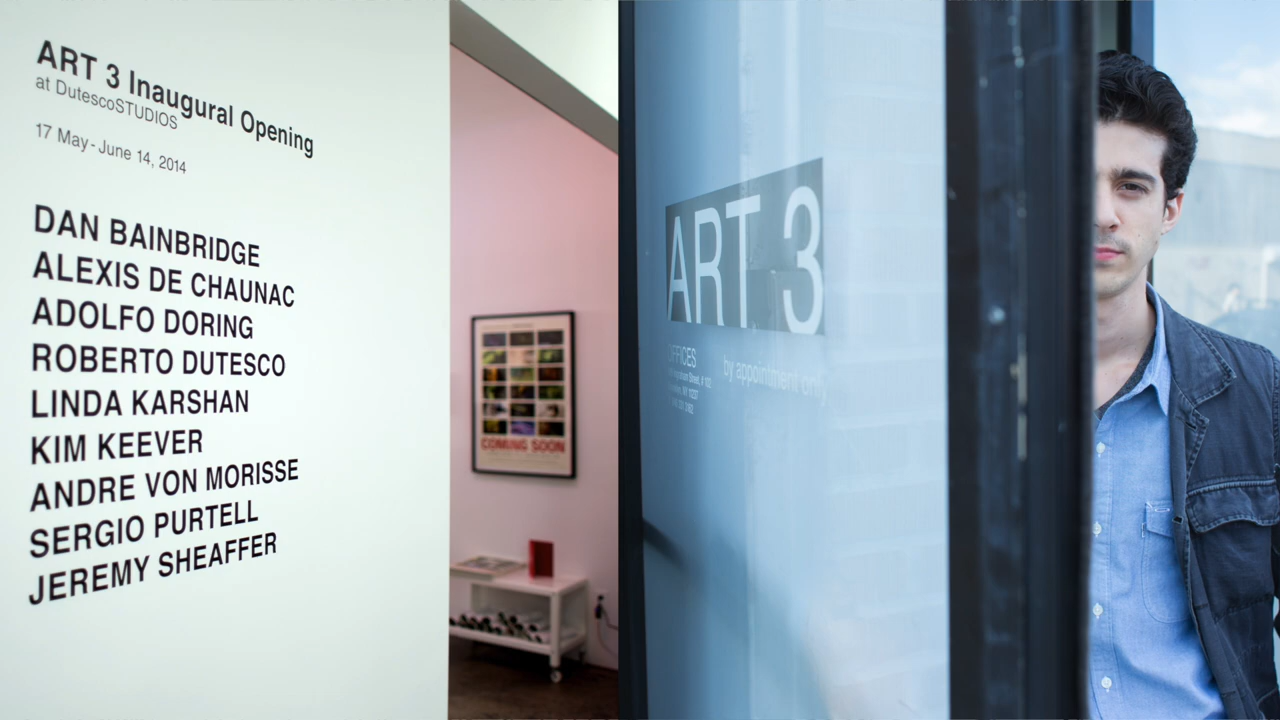 ART 3 Inaugural Opening
at DutescoSTUDIOS
17 May - June 14, 2014
DAN BAINBRIDGE
ALEXIS DE CHAUNAC
ADOLFO DORING
ROBERTO DUTESCO
LINDA KARSHAN
KIM KEEVER
ANDRE VON MORISSE
SERGIO PURTELL
JEREMY SHEAFFER
COMING SOON
ART 3
OFFICES
by appointment only